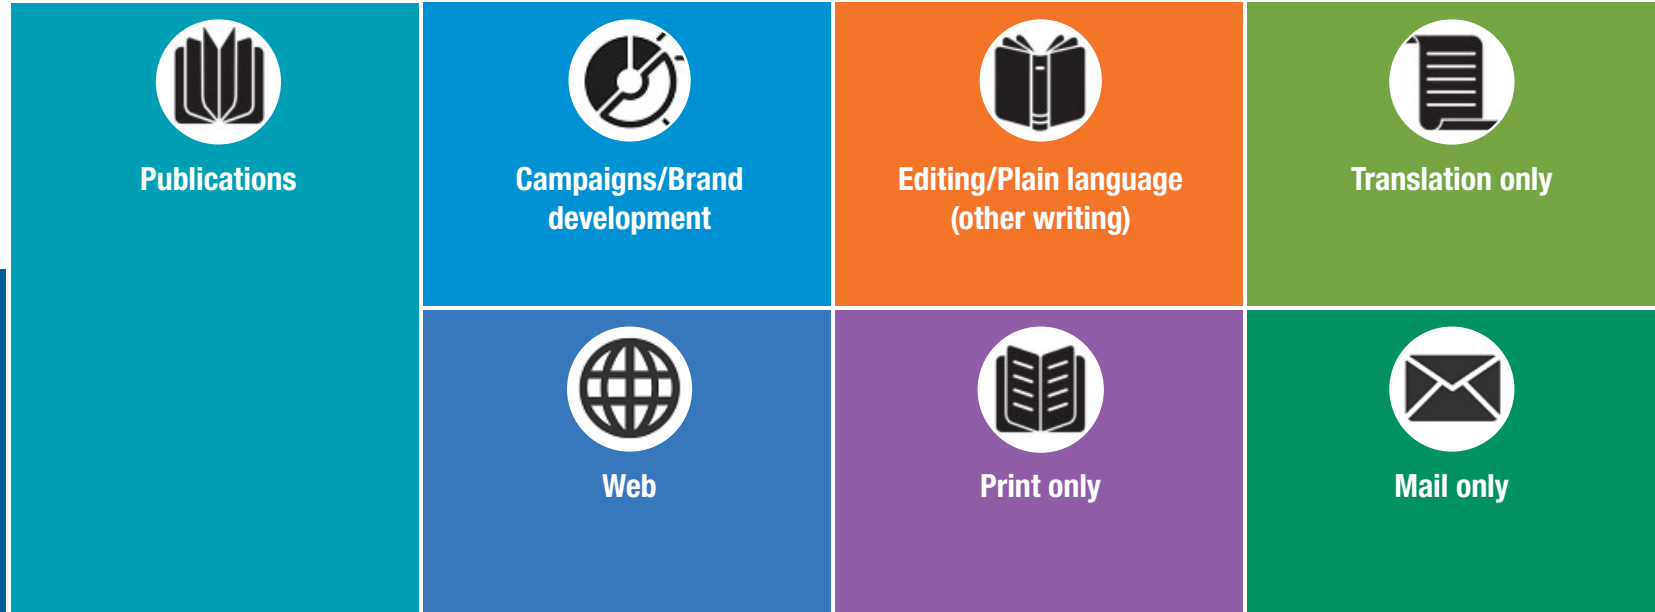 Publications
Campaigns/Brand
development
Editing/Plain language
(other writing)
Translation only
Web
Print only
Mail only